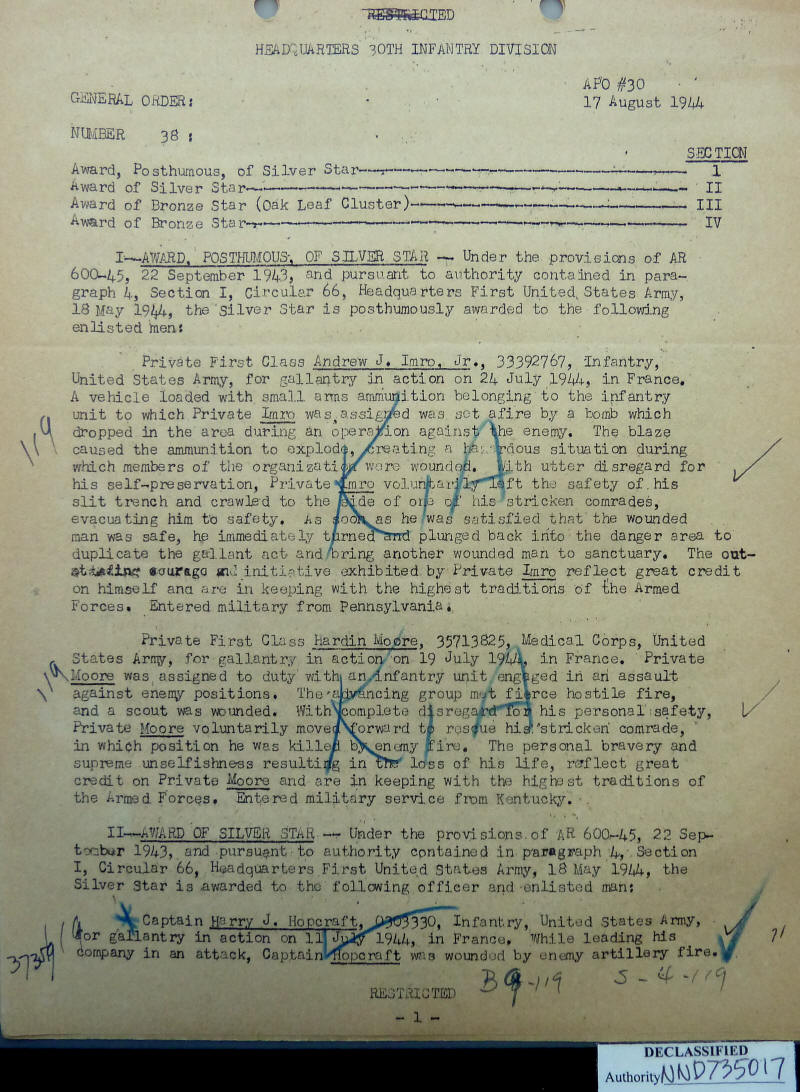 RESTRICTED
HEADQUARTERS 30TH INFANTRY DIVISION
APO #30
GENERAL ORDER:
17 August 1944
NUMBER 38 :
SECTION
Award, Posthumous, of Silver Star-------- I
Award of Silver Star-------- II
Award of Bronze Star (Oak Leaf Cluster)-------- III
Award of Bronze Star-------- IV
I--AWARD, POSTHUMOUS, OF SILVER STAR -- Under the provisions of AR
600-45, 22 September 1943, and pursuant to authority contained in para-
graph 4, Section I, Circular 66, Headquarters First United States Army,
18 May 1944, the Silver Star is posthumously awarded to the following
enlisted men:
Private First Class Andrew J. Imro, Jr., 33392767, Infantry,
United States Army, for gallantry in action on 24 July 1944, in France.
A vehicle loaded with small arms ammunition belonging to the infantry
unit to which Private Imro was assigned was set afire by a bomb which
dropped in the area during an operation against the enemy. The blaze
caused the ammunition to explode, creating a hazardous situation during
which members of the organization were wounded. With utter disregard for
his self-preservation, Private Imro voluntarily left the safety of his
slit trench and crawled to the side of one of his stricken comrades,
evacuating him to safety. As soon as he was satisfied that the wounded
man was safe, he immediately turned and plunged back into the danger area to
duplicate the gallant act and bring another wounded man to sanctuary. The out-
standing courage and initiative exhibited by Private Imro reflect great credit
on himself and are in keeping with the highest traditions of the Armed
Forces. Entered military from Pennsylvania.
Private First Class Hardin Moore, 35713825, Medical Corps, United
States Army, for gallantry in action on 19 July 1944, in France. Private
Moore was assigned to duty with an infantry unit engaged in an assault
against enemy positions. The advancing group met fierce hostile fire,
and a scout was wounded. With complete disregard for his personal safety,
Private Moore voluntarily moved forward to rescue his stricken comrade,
in which position he was killed by enemy fire. The personal bravery and
supreme unselfishness resulting in the loss of his life, reflect great
credit on Private Moore and are in keeping with the highest traditions of
the Armed Forces. Entered military service from Kentucky.
II--AWARD OF SILVER STAR -- Under the provisions of AR 600-45, 22 Sep-
tember 1943, and pursuant to authority contained in paragraph 4, Section
I, Circular 66, Headquarters First United States Army, 18 May 1944, the
Silver Star is awarded to the following officer and enlisted man:
Captain Harry J. Hopcraft, O303330, Infantry, United States Army,
for gallantry in action on 11 July 1944, in France. While leading his
company in an attack, Captain Hopcraft was wounded by enemy artillery fire.
S-4-119
RESTRICTED
- 1 -
DECLASSIFIED
Authority NND735017